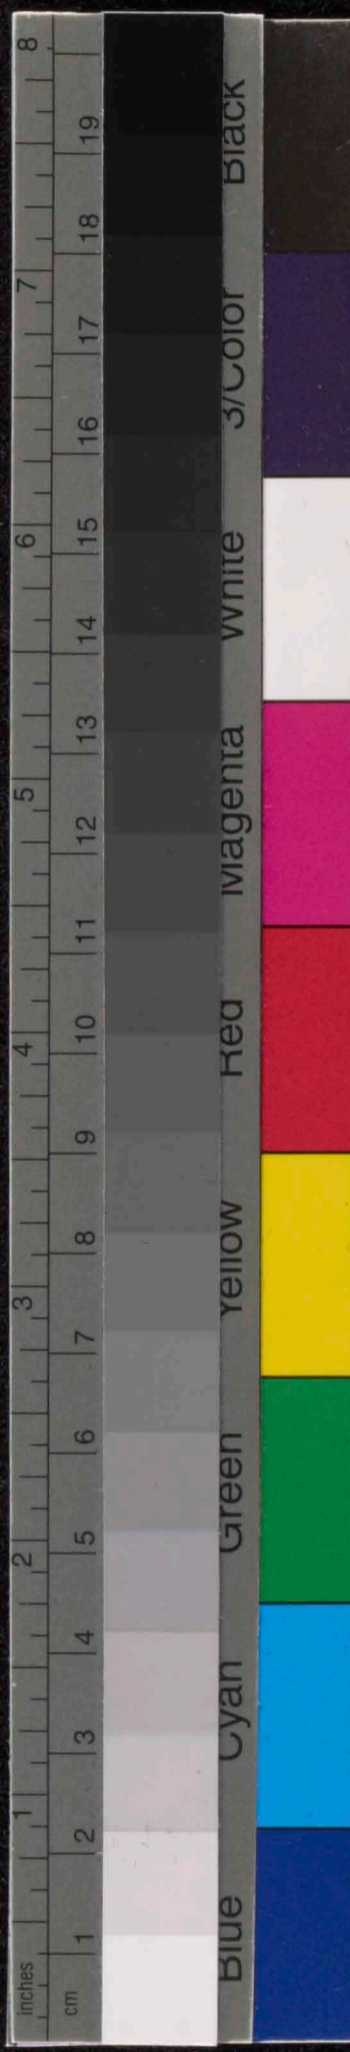 inches 1 2 3 4 5 6 7 8
cm 1 2 3 4 5 6 7 8 9 10 11 12 13 14 15 16 17 18 19
Blue Cyan Green Yellow Red Magenta White 3/Color Black